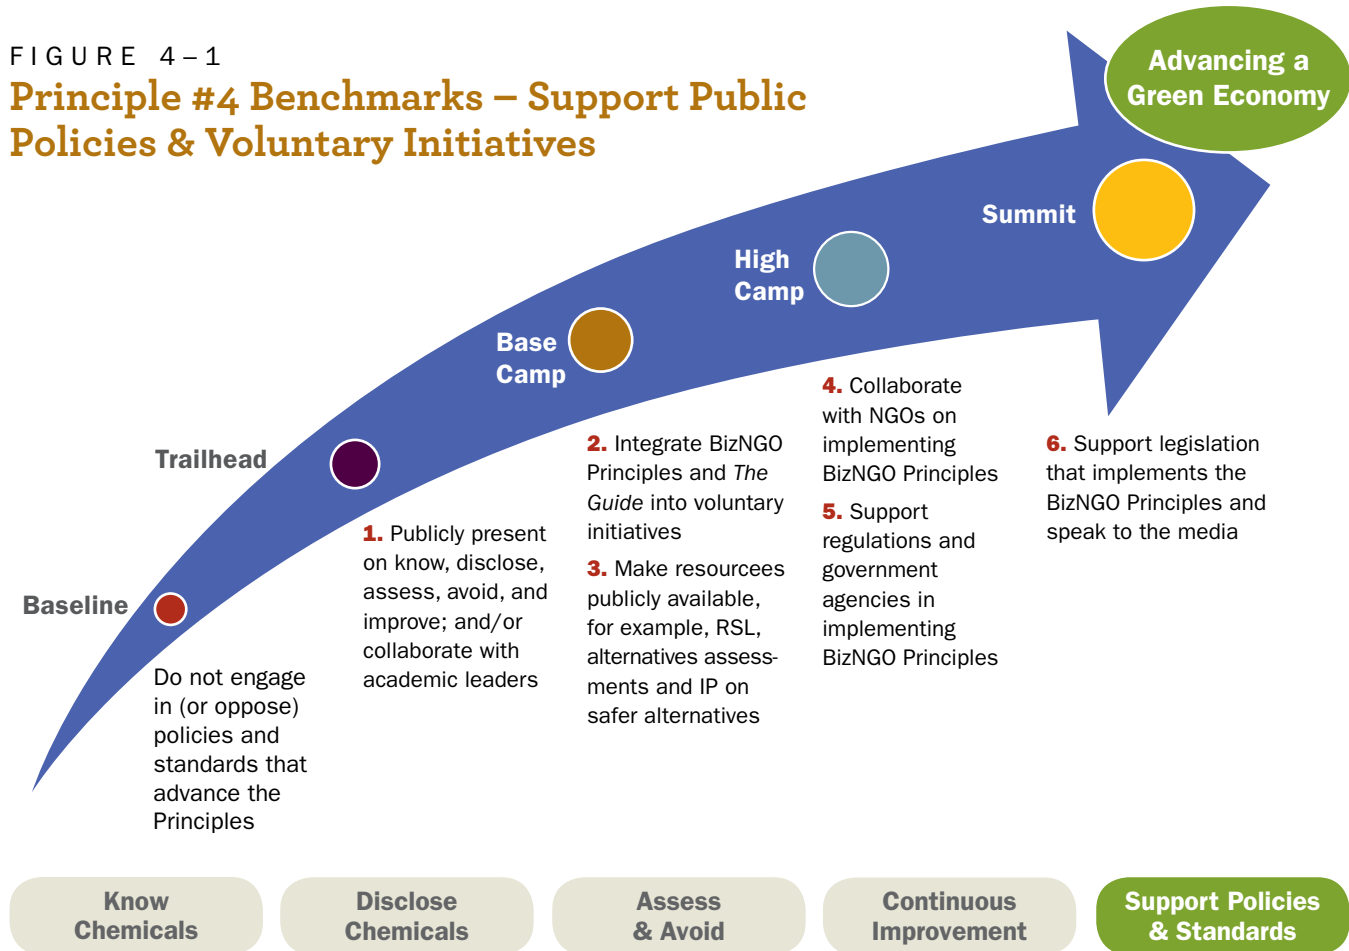 FIGURE 4–1
Principle #4 Benchmarks – Support Public
Policies & Voluntary Initiatives
Advancing a
Green Economy
Summit
High
Camp
Base
Camp
Trailhead
Baseline
Do not engage
in (or oppose)
policies and
standards that
advance the
Principles
1. Publicly present
on know, disclose,
assess, avoid, and
improve; and/or
collaborate with
academic leaders
2. Integrate BizNGO
Principles and The
Guide into voluntary
initiatives
3. Make resourcees
publicly available,
for example, RSL,
alternatives assess-
ments and IP on
safer alternatives
4. Collaborate
with NGOs on
implementing
BizNGO Principles
5. Support
regulations and
government
agencies in
implementing
BizNGO Principles
6. Support legislation
that implements the
BizNGO Principles and
speak to the media
Know
Chemicals
Disclose
Chemicals
Assess
& Avoid
Continuous
Improvement
Support Policies
& Standards